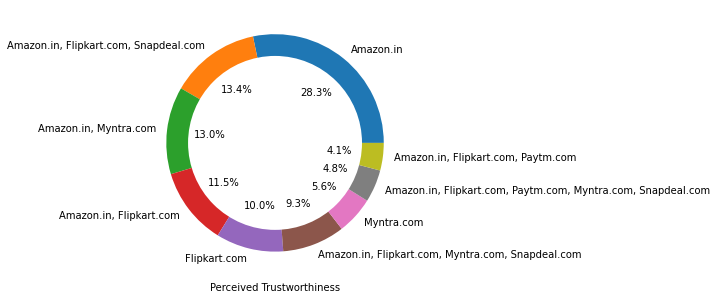 Amazon.in, Flipkart.com, Snapdeal.com
Amazon.in
13.4%
28.3%
Amazon.in, Myntra.com
13.0%
4.1%
Amazon.in, Flipkart.com, Paytm.com
4.8%
11.5%
5.6%
Amazon.in, Flipkart.com, Paytm.com, Myntra.com, Snapdeal.com
10.0%
9.3%
Amazon.in, Flipkart.com
Myntra.com
Flipkart.com
Amazon.in, Flipkart.com, Myntra.com, Snapdeal.com
Perceived Trustworthiness